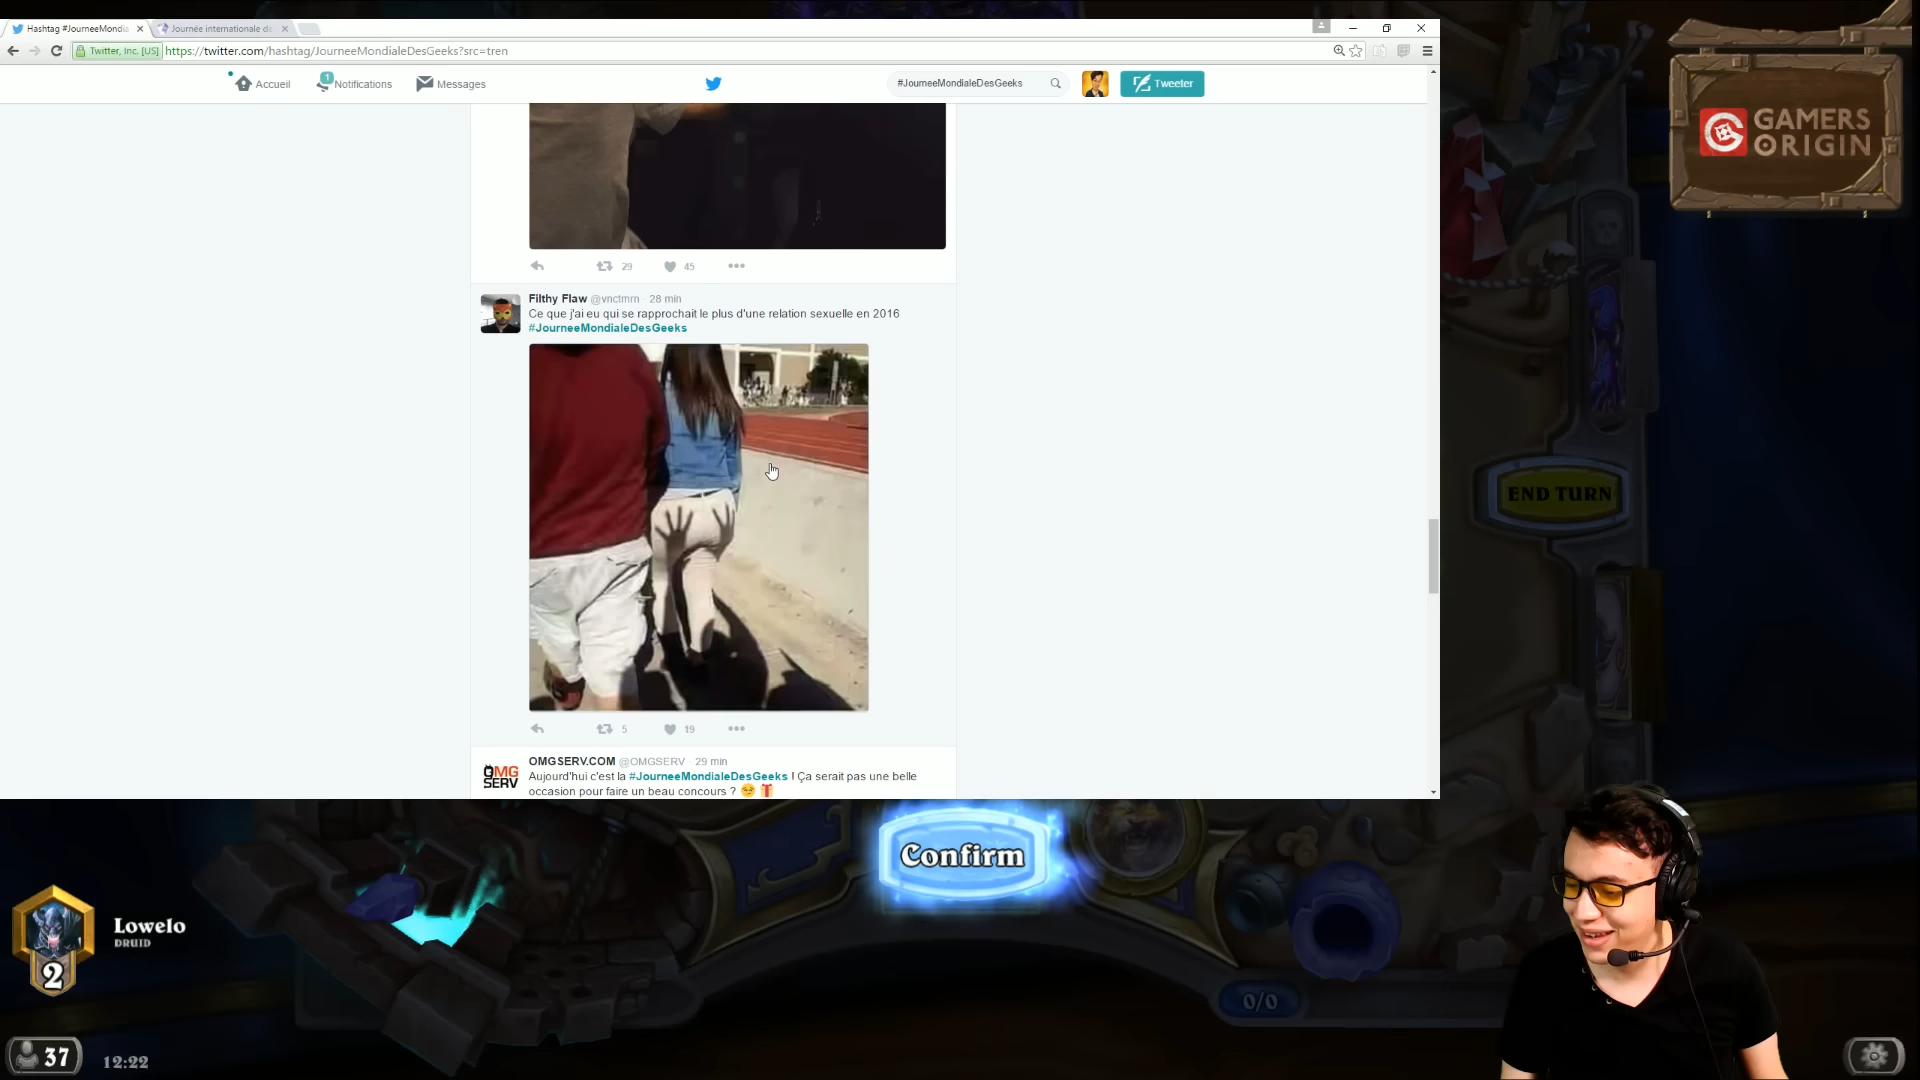 Hashtag #JourneeMondia
Journée internationale de
Twitter, Inc. [US]
https://twitter.com/hashtag/JourneeMondialeDesGeeks?src=tren
Accueil
1
Notifications
Messages
#JourneeMondialeDesGeeks
Tweeter
GAMERS
ORIGIN
29
45
Filthy Flaw @vnctmrn · 28 min
Ce que j'ai eu qui se rapprochait le plus d'une relation sexuelle en 2016
#JourneeMondialeDesGeeks
END TURN
5
19
OMGSERV.COM @OMGSERV · 29 min
OMG
SERV
Aujourd'hui c'est la #JourneeMondialeDesGeeks ! Ça serait pas une belle
occasion pour faire un beau concours ?
Confirm
Lowelo
DRUID
2
0/0
37
12:22